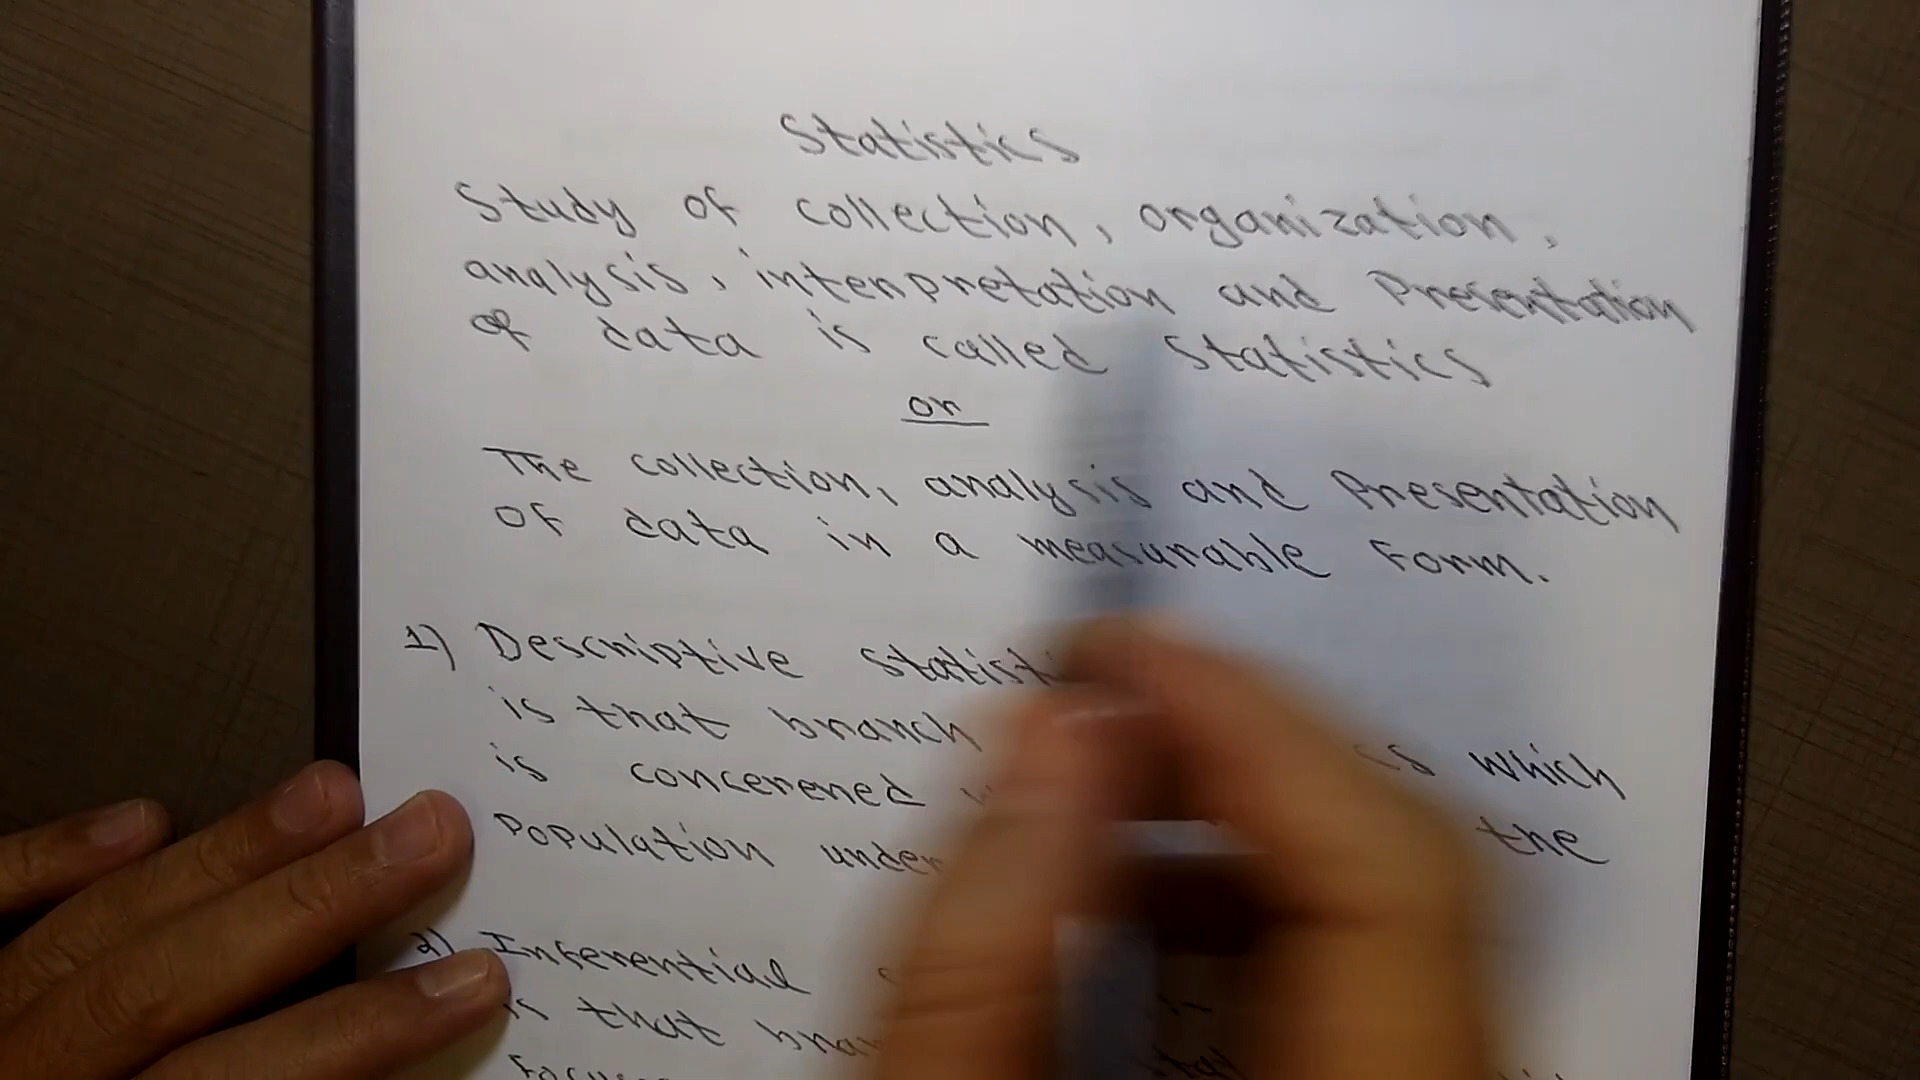 Statistics
Study of collection, organization,
analysis, interpretation and Presentation
of data is called Statistics
or
The collection, analysis and Presentation
of data in a measurable Form.
1) Descriptive
is that branch which
is concerened
Population the
2) Inferential
is that